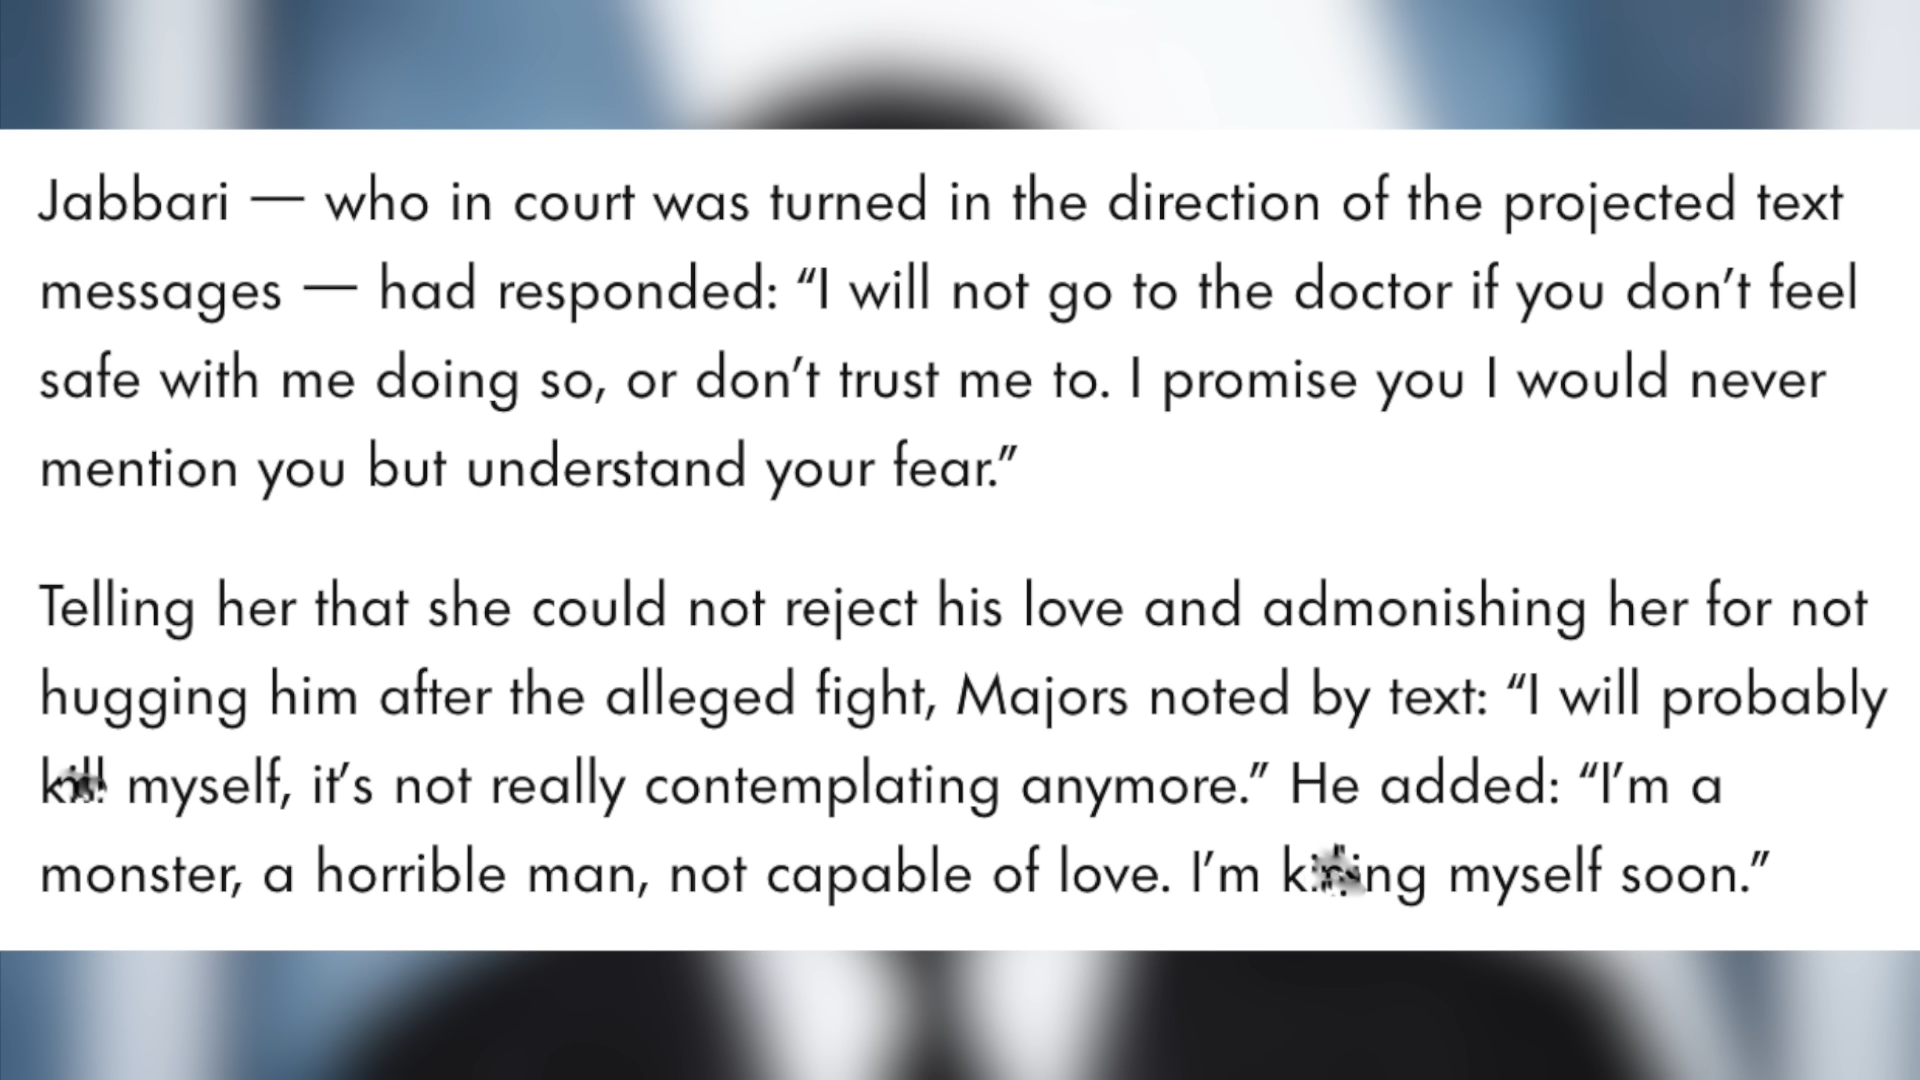 Jabbari — who in court was turned in the direction of the projected text
messages — had responded: “I will not go to the doctor if you don’t feel
safe with me doing so, or don’t trust me to. I promise you I would never
mention you but understand your fear.”
Telling her that she could not reject his love and admonishing her for not
hugging him after the alleged fight, Majors noted by text: “I will probably
kill myself, it’s not really contemplating anymore.” He added: “I’m a
monster, a horrible man, not capable of love. I’m killing myself soon.”